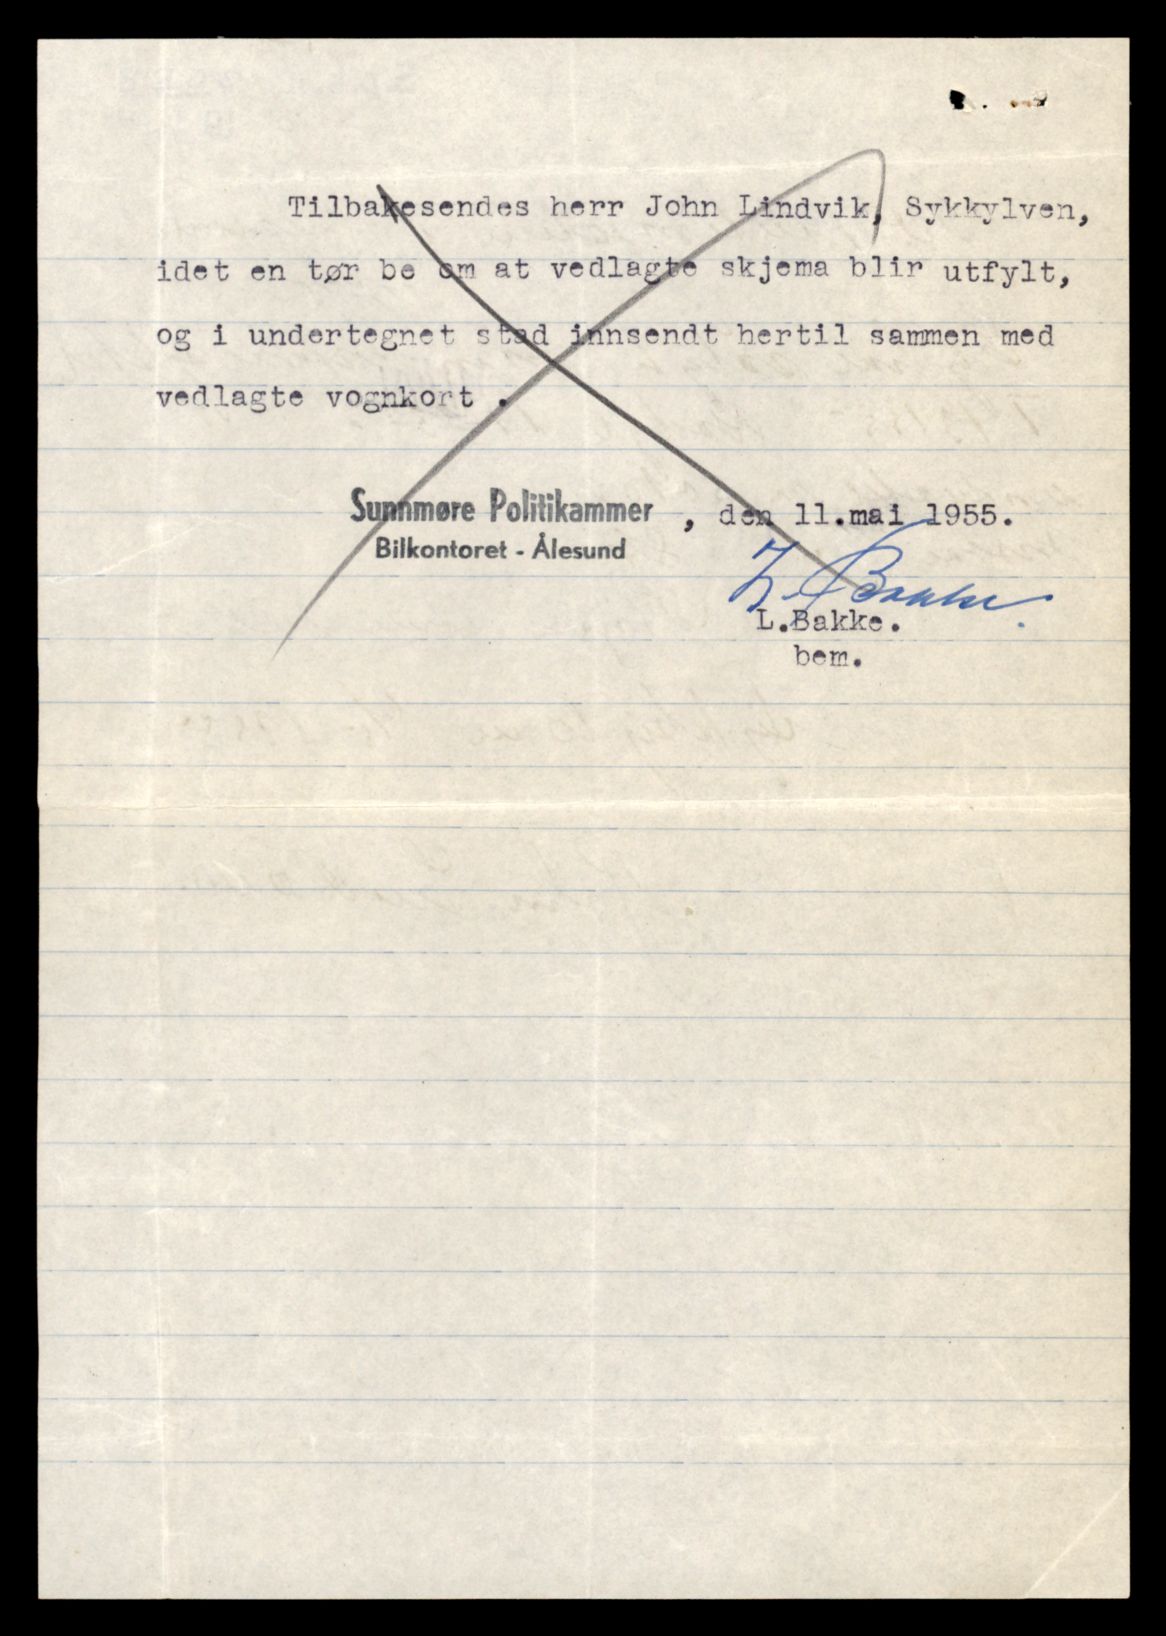 Tilbakesendes herr John Lindvik, Sykkylven,
idet en tør be om at vedlagte skjema blir utfylt,
og i undertegnet stad innsendt hertil sammen med
vedlagte vognkort .
Sunnmøre Politikammer , den 11.mai 1955.
Bilkontoret - Ålesund
L. Bakke.
L.Bakke.
bem.